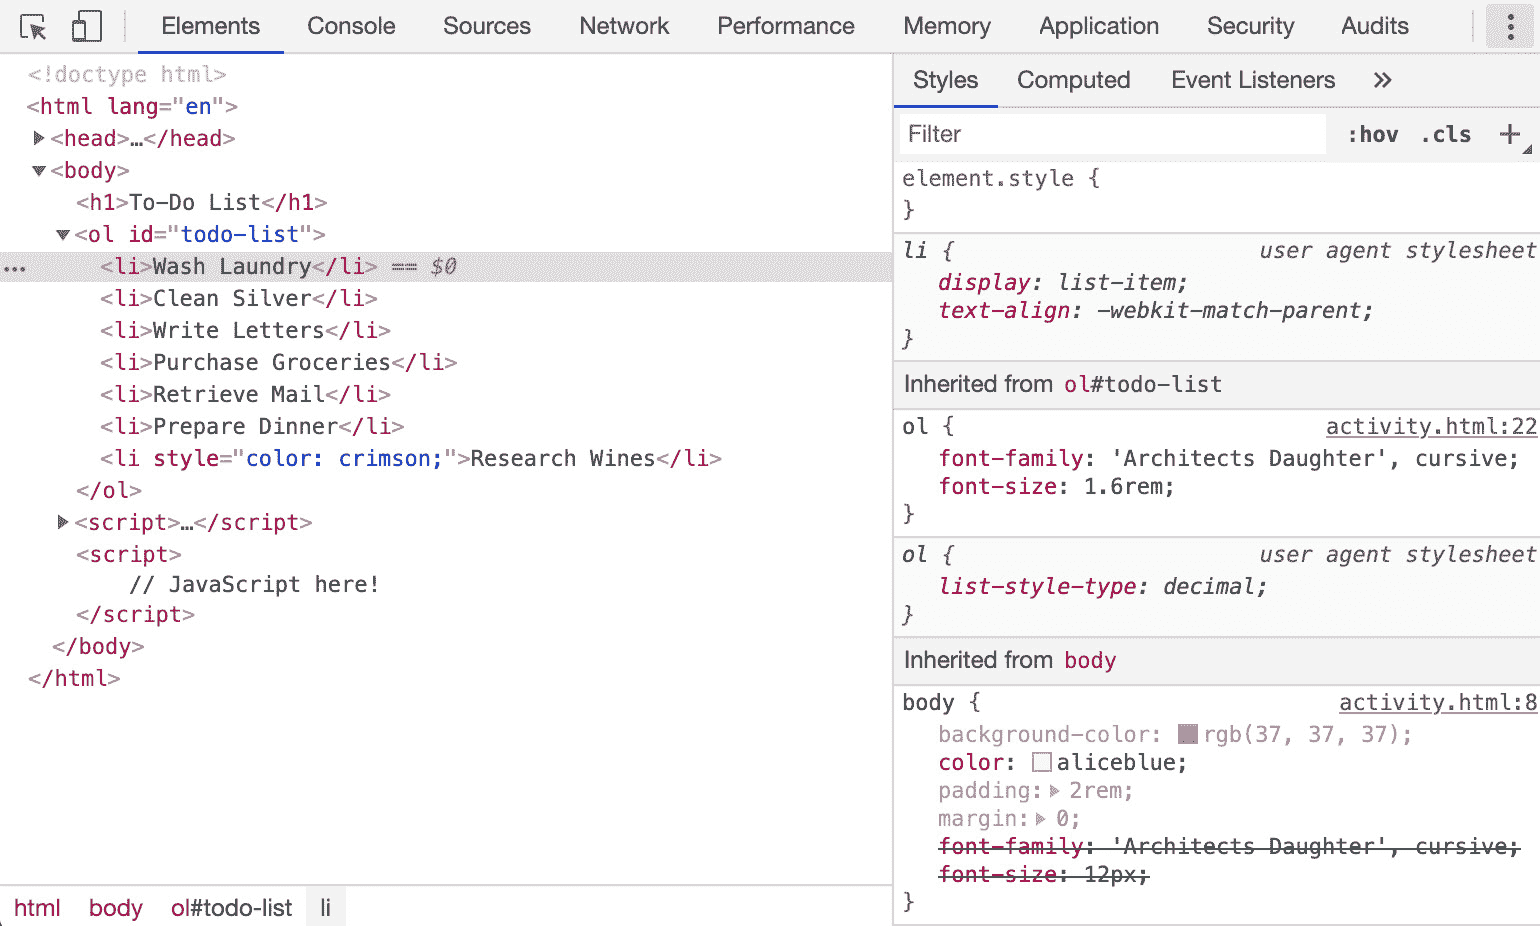 Elements Console Sources Network Performance Memory Application Security Audits
<!doctype html>
<html lang="en">
<head>…</head>
<body>
<h1>To-Do List</h1>
<ol id="todo-list">
... <li>Wash Laundry</li> == $0
<li>Clean Silver</li>
<li>Write Letters</li>
<li>Purchase Groceries</li>
<li>Retrieve Mail</li>
<li>Prepare Dinner</li>
<li style="color: crimson;">Research Wines</li>
</ol>
<script>…</script>
<script>
// JavaScript here!
</script>
</body>
</html>
html body ol#todo-list li
Styles Computed Event Listeners »
Filter :hov .cls +
element.style {
}
li { user agent stylesheet
display: list-item;
text-align: -webkit-match-parent;
}
Inherited from ol#todo-list
ol { activity.html:22
font-family: 'Architects Daughter', cursive;
font-size: 1.6rem;
}
ol { user agent stylesheet
list-style-type: decimal;
}
Inherited from body
body { activity.html:8
background-color: rgb(37, 37, 37);
color: aliceblue;
padding: 2rem;
margin: 0;
font-family: 'Architects Daughter', cursive;
font-size: 12px;
}